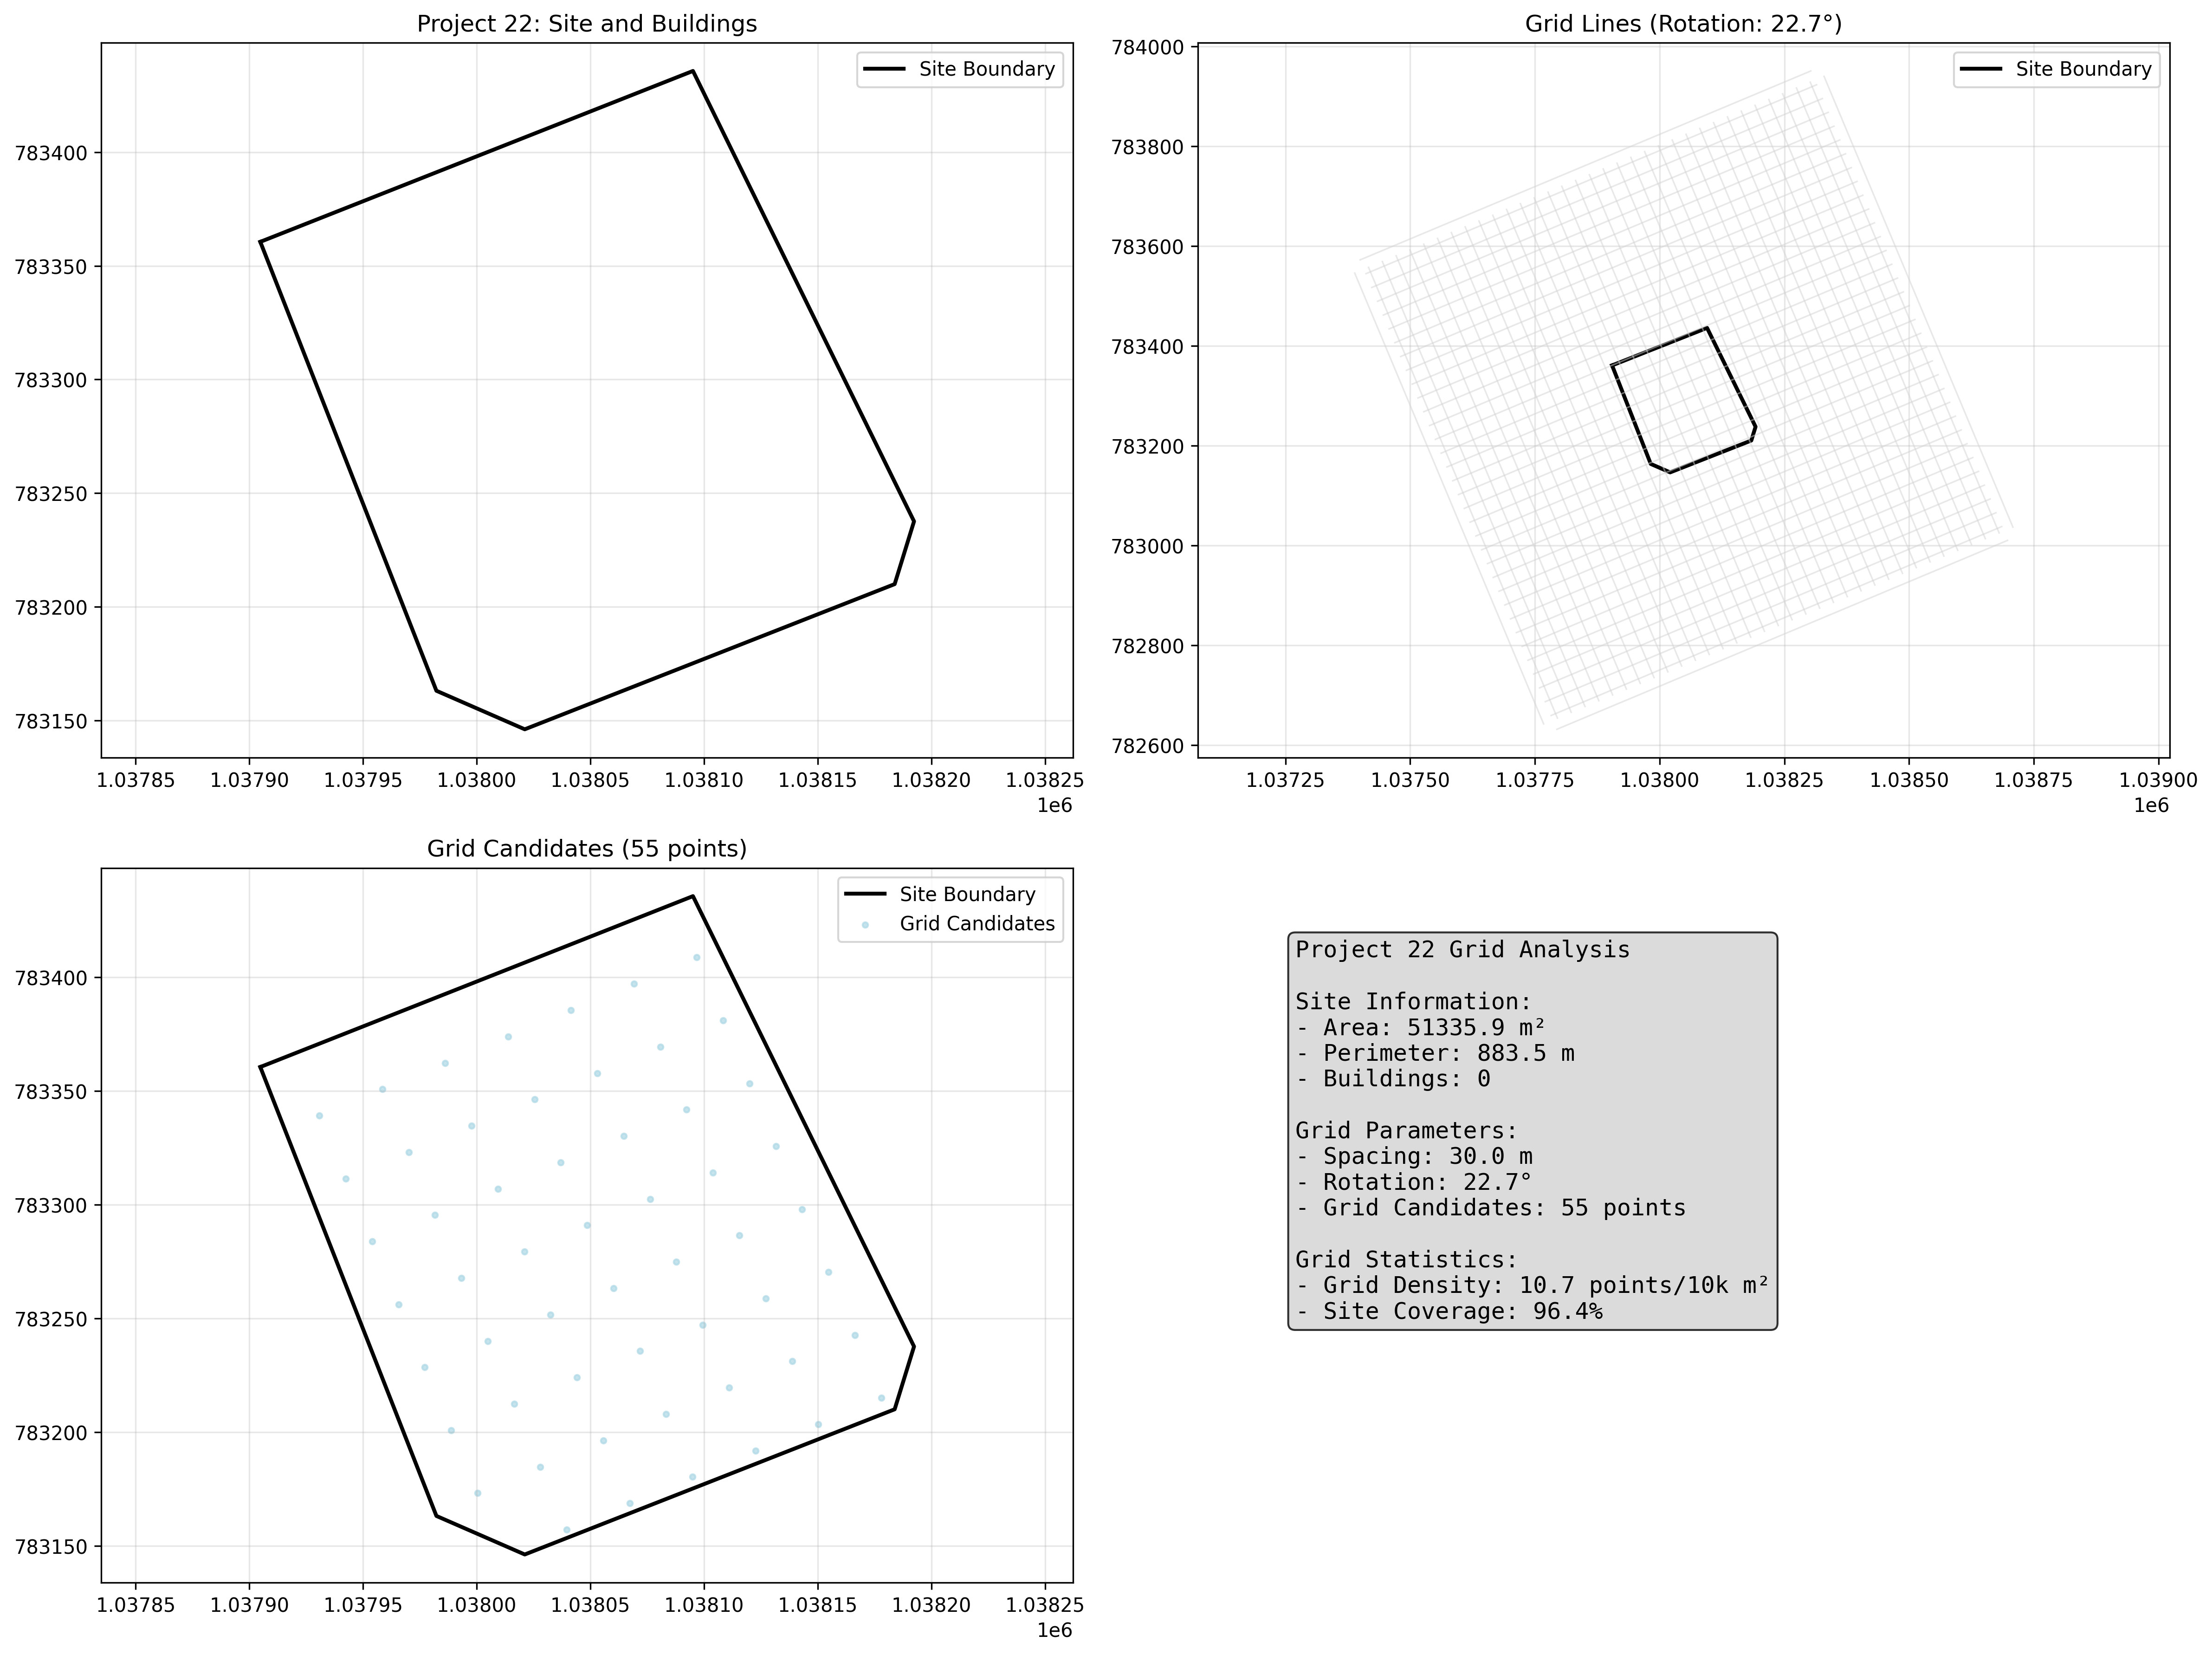 Project 22: Site and Buildings
Site Boundary
783400
783350
783300
783250
783200
783150
1.03785 1.03790 1.03795 1.03800 1.03805 1.03810 1.03815 1.03820 1.03825
1e6
Grid Lines (Rotation: 22.7°)
Site Boundary
784000
783800
783600
783400
783200
783000
782800
782600
1.03725 1.03750 1.03775 1.03800 1.03825 1.03850 1.03875 1.03900
1e6
Grid Candidates (55 points)
Site Boundary
Grid Candidates
783400
783350
783300
783250
783200
783150
1.03785 1.03790 1.03795 1.03800 1.03805 1.03810 1.03815 1.03820 1.03825
1e6
Project 22 Grid Analysis
Site Information:
- Area: 51335.9 m²
- Perimeter: 883.5 m
- Buildings: 0
Grid Parameters:
- Spacing: 30.0 m
- Rotation: 22.7°
- Grid Candidates: 55 points
Grid Statistics:
- Grid Density: 10.7 points/10k m²
- Site Coverage: 96.4%